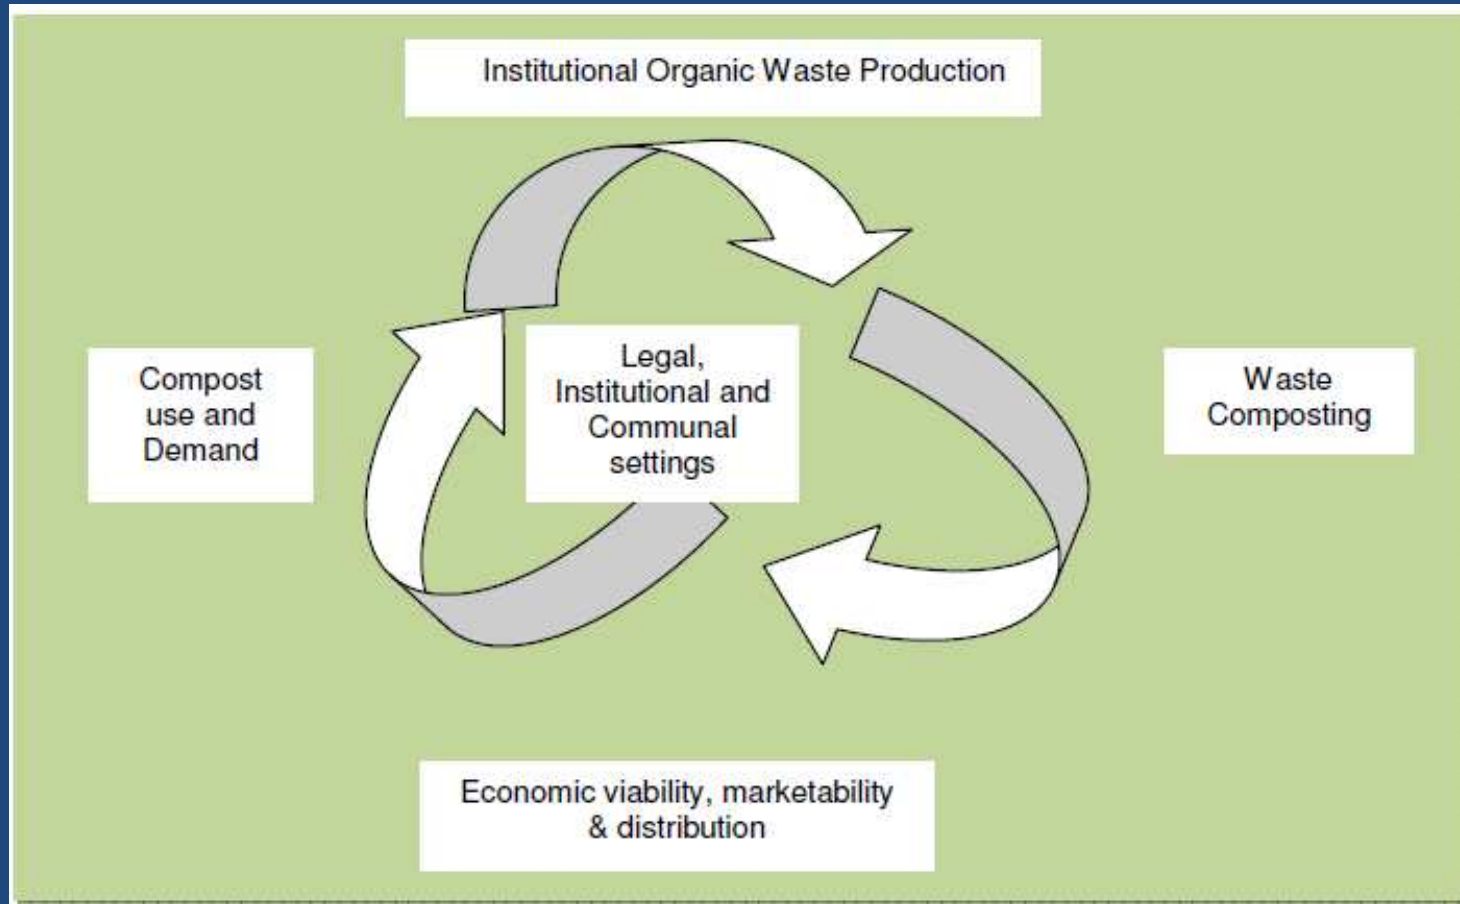 Institutional Organic Waste Production
Compost
use and
Demand
Legal,
Institutional and
Communal
settings
Waste
Composting
Economic viability, marketability
& distribution